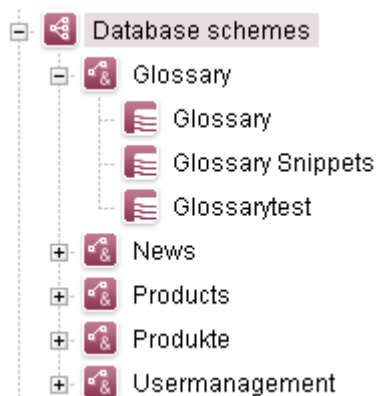 Database schemes
Glossary
Glossary
Glossary Snippets
Glossarytest
News
Products
Produkte
Usermanagement